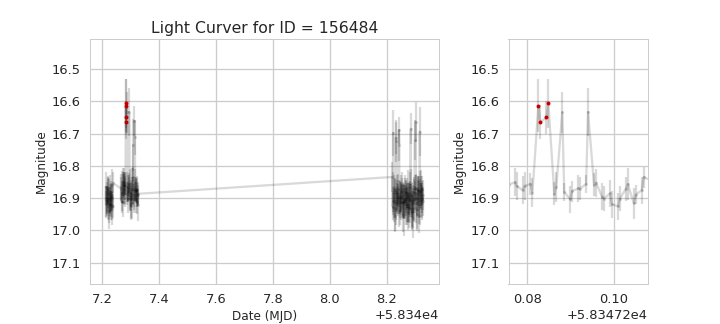 Light Curver for ID = 156484
Magnitude
16.5
16.6
16.7
16.8
16.9
17.0
17.1
7.2 7.4 7.6 7.8 8.0 8.2
Date (MJD)
+5.834e4
Magnitude
16.5
16.6
16.7
16.8
16.9
17.0
17.1
0.08 0.10
+5.83472e4